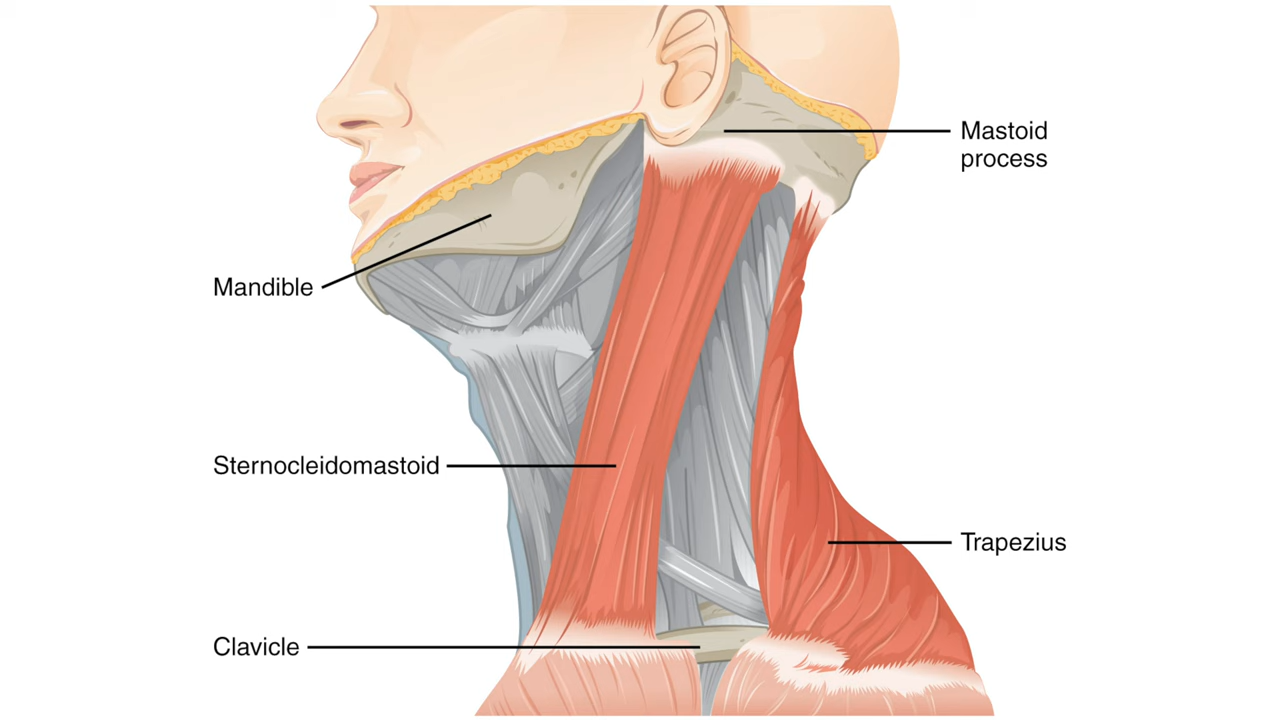 Mastoid
process
Mandible
Sternocleidomastoid
Trapezius
Clavicle